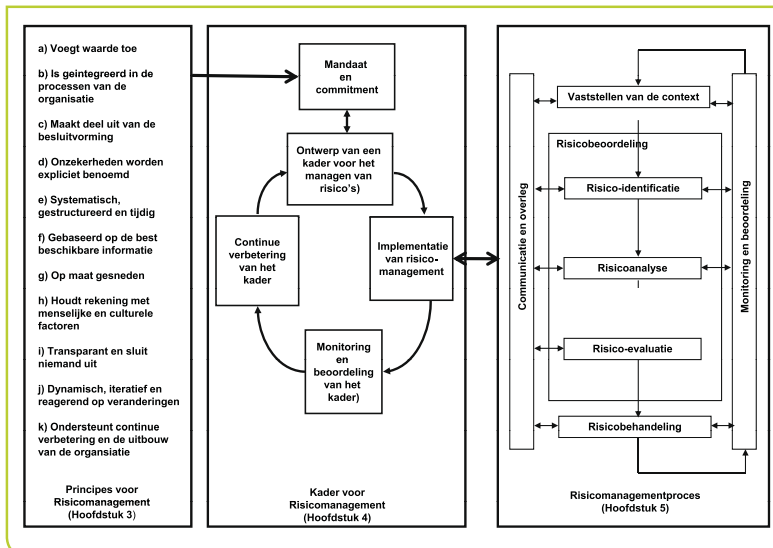 a) Voegt waarde toe
b) Is geintegreerd in de
processen van de
organisatie
c) Maakt deel uit van de
besluitvorming
d) Onzekerheden worden
expliciet benoemd
e) Systematisch,
gestructureerd en tijdig
f) Gebaseerd op de best
beschikbare informatie
g) Op maat gesneden
h) Houdt rekening met
menselijke en culturele
factoren
i) Transparant en sluit
niemand uit
j) Dynamisch, iteratief en
reagerend op veranderingen
k) Ondersteunt continue
verbetering en de uitbouw
van de organsiatie
Principes voor
Risicomanagement
(Hoofdstuk 3)
Mandaat
en
commitment
Ontwerp van een
kader voor het
managen van
risico's)
Continue
verbetering
van het
kader
Implementatie
van risico-
management
Monitoring
en
beoordeling
van het
kader)
Kader voor
Risicomanagement
(Hoofdstuk 4)
Communicatie en overleg
Vaststellen van de context
Risicobeoordeling
Risico-identificatie
Risicoanalyse
Risico-evaluatie
Risicobehandeling
Monitoring en beoordeling
Risicomanagementproces
(Hoofdstuk 5)